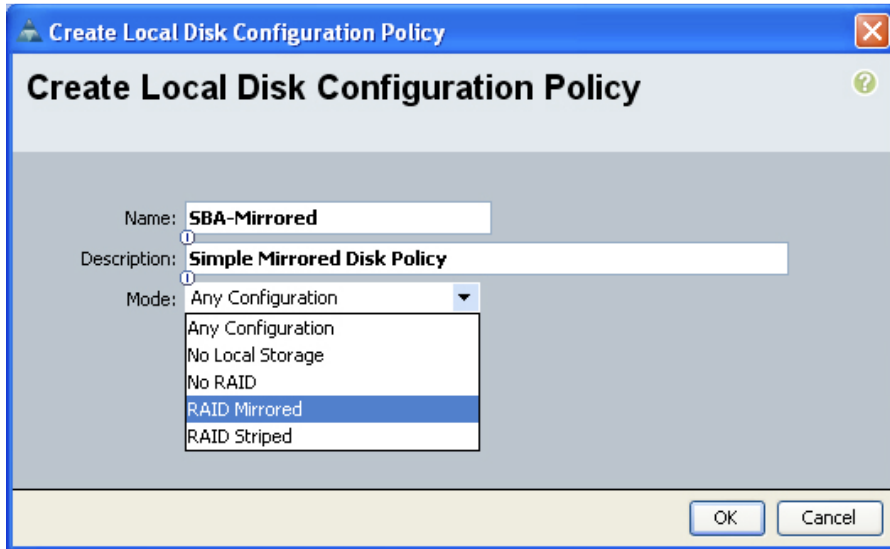 Create Local Disk Configuration Policy
Create Local Disk Configuration Policy
?
Name: SBA-Mirrored
Description: Simple Mirrored Disk Policy
Mode: Any Configuration
Any Configuration
No Local Storage
No RAID
RAID Mirrored
RAID Striped
OK Cancel